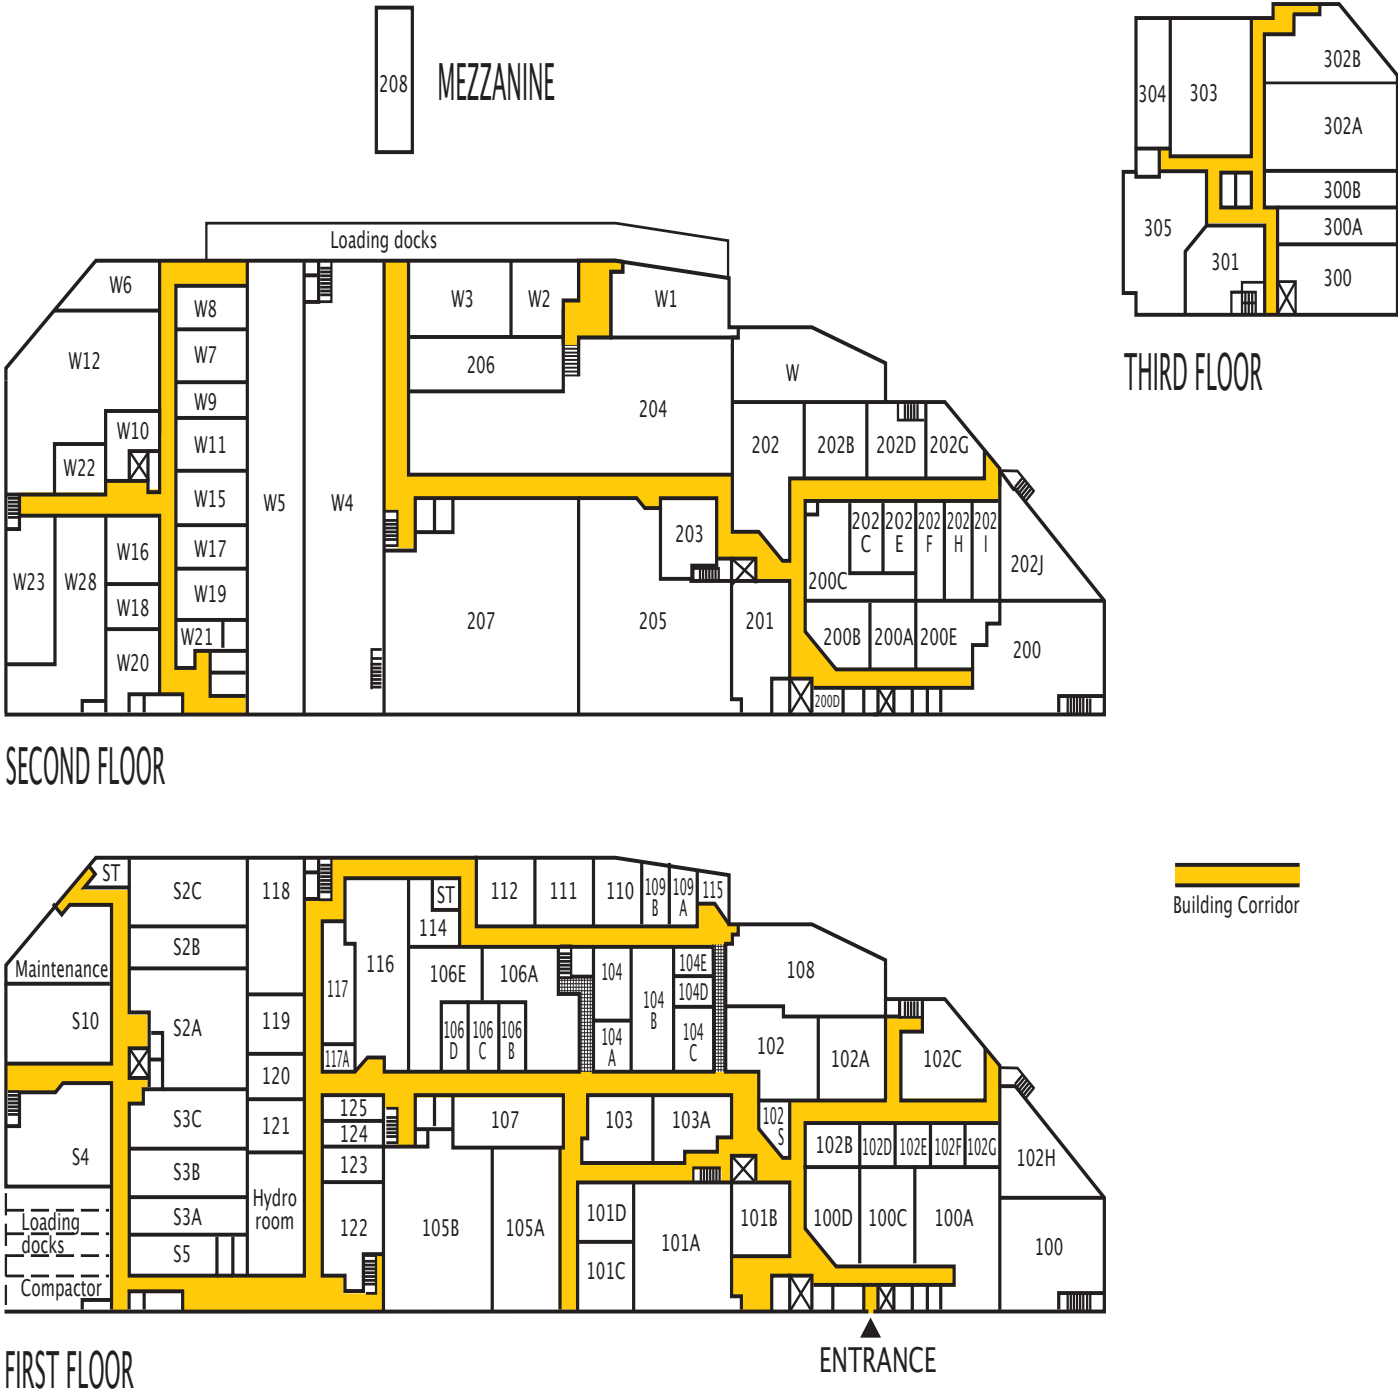 208
MEZZANINE
304
303
302B
302A
300B
300A
305
301
300
THIRD FLOOR
Loading docks
W6
W8
W12
W7
W9
W10
W11
W22
W15
W5
W4
W17
W16
W23
W28
W19
W18
W21
W20
W3
W2
W1
206
204
W
202
202B
202D
202G
203
202
C
202
E
202
F
202
H
202
I
202J
200C
207
205
201
200B
200A
200E
200
200D
SECOND FLOOR
ST
S2C
118
S2B
Maintenance
S10
S2A
119
120
S3C
121
S4
S3B
Hydro
room
S3A
Loading
docks
S5
Compactor
112
111
110
109
B
109
A
115
ST
114
116
117
117A
106E
106A
106
D
106
C
106
B
104
104
A
104
B
104E
104D
104
C
108
102
102A
102C
125
124
123
122
107
103
103A
102
S
102B
102D
102E
102F
102G
102H
105B
105A
101D
101C
101A
101B
100D
100C
100A
100
ENTRANCE
FIRST FLOOR
Building Corridor